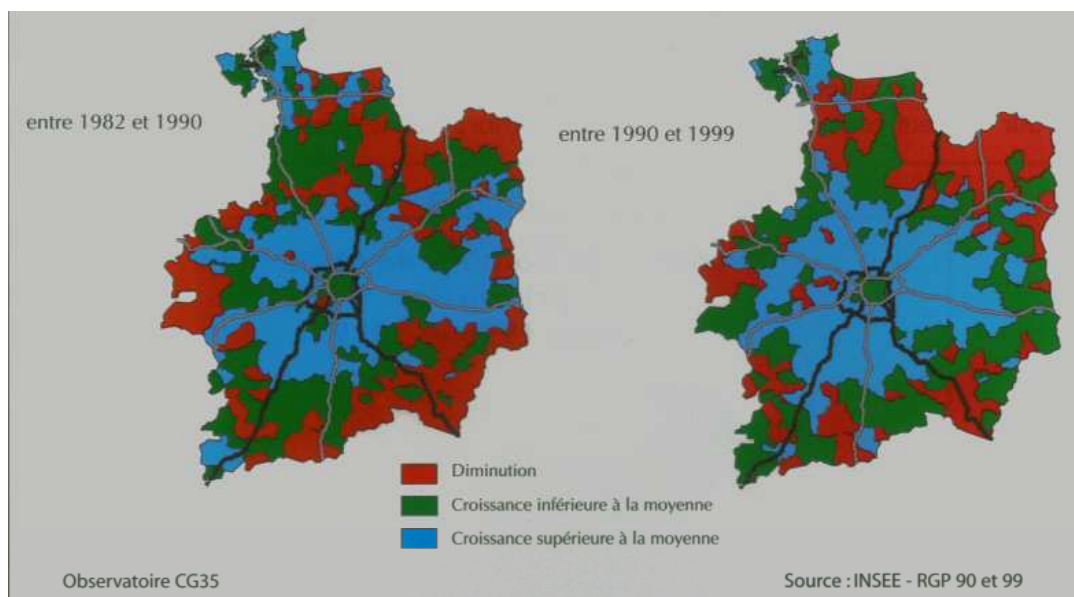 entre 1982 et 1990
entre 1990 et 1999
Diminution
Croissance inférieure à la moyenne
Croissance supérieure à la moyenne
Observatoire CG35
Source : INSEE - RGP 90 et 99